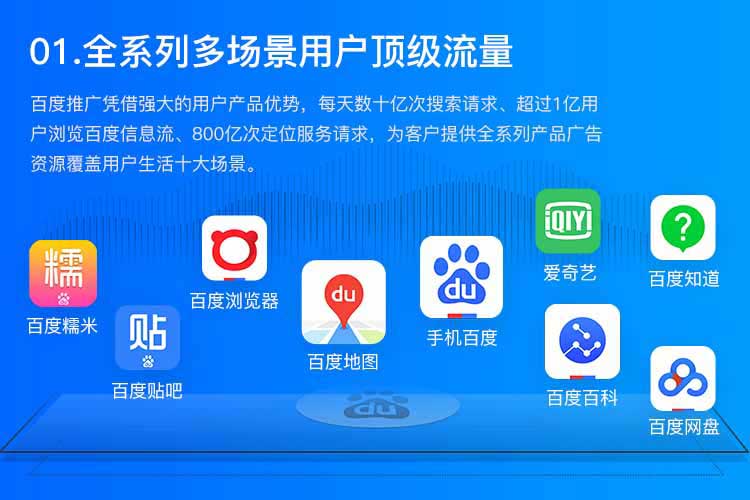 01.全系列多场景用户顶级流量
百度推广凭借强大的用户产品优势，每天数十亿次搜索请求、超过1亿用
户浏览百度信息流、800亿次定位服务请求，为客户提供全系列产品广告
资源覆盖用户生活十大场景。
糯
百度糯米
贴
百度贴吧
百度浏览器
du
百度地图
du
手机百度
iQIYI
爱奇艺
?
百度知道
百度百科
百度网盘
du